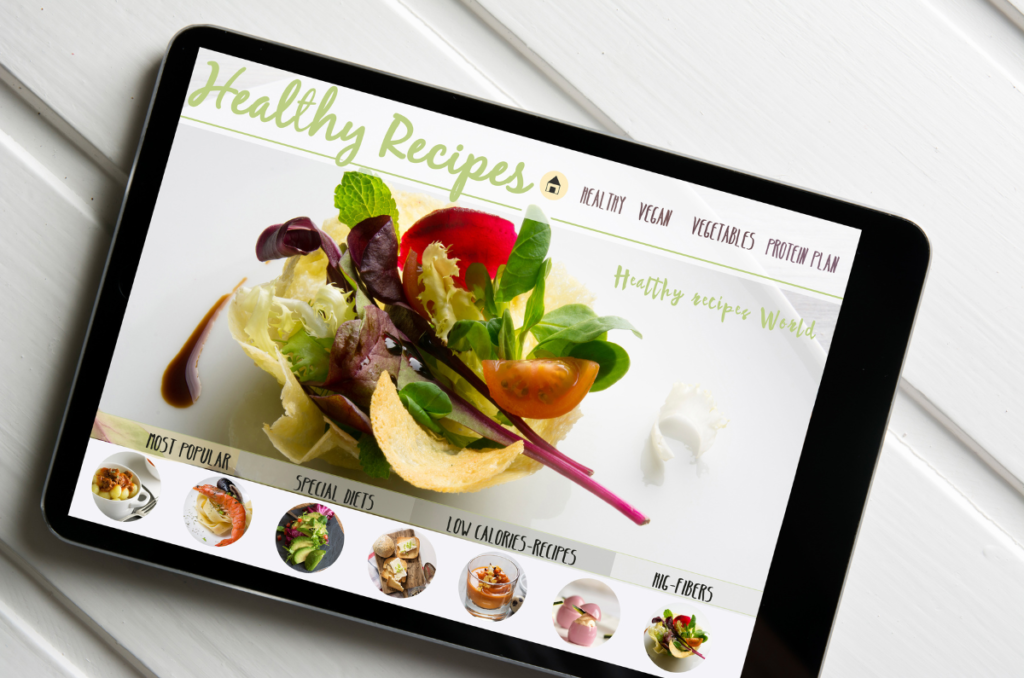 Healthy Recipes
HEALTHY VEGAN VEGETABLES PROTEIN PLAN
Healthy recipes World
MOST POPULAR
SPECIAL DIETS
LOW CALORIES-RECIPES
HIG-FIBERS